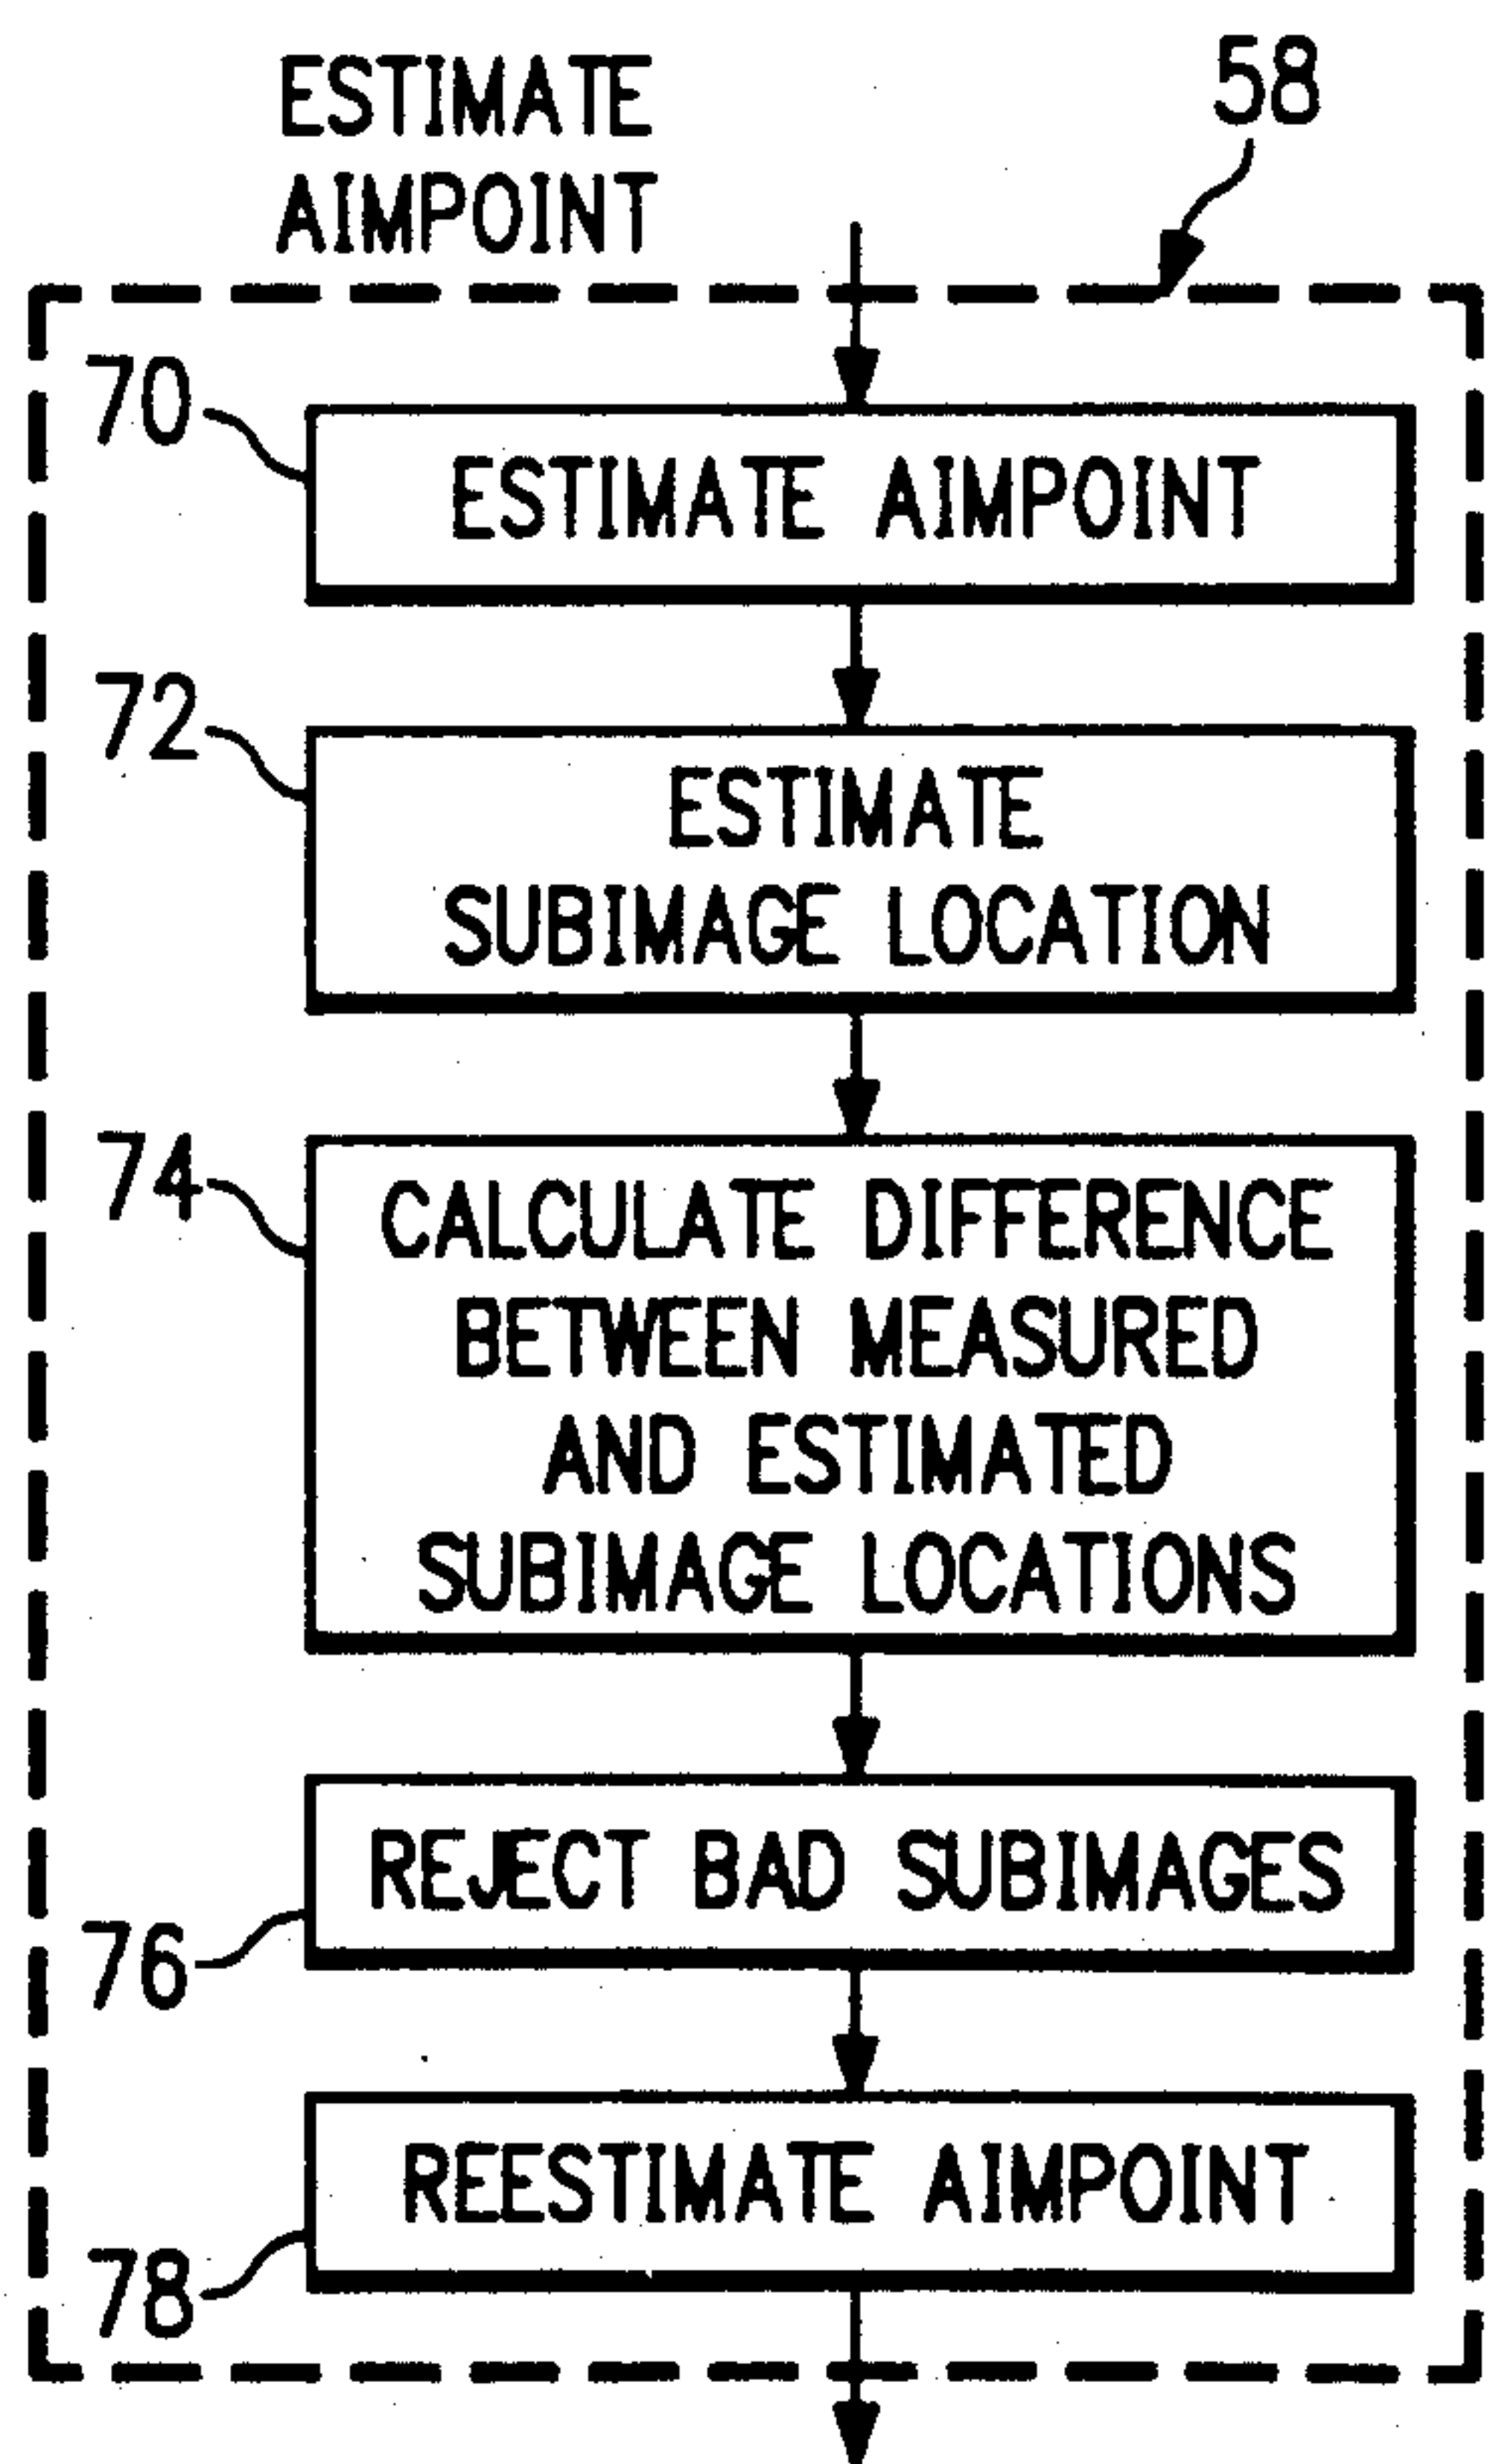 ESTIMATE
AIMPOINT
58
70
ESTIMATE AIMPOINT
72
ESTIMATE
SUBIMAGE LOCATION
74
CALCULATE DIFFERENCE
BETWEEN MEASURED
AND ESTIMATED
SUBIMAGE LOCATIONS
REJECT BAD SUBIMAGES
76
REESTIMATE AIMPOINT
78